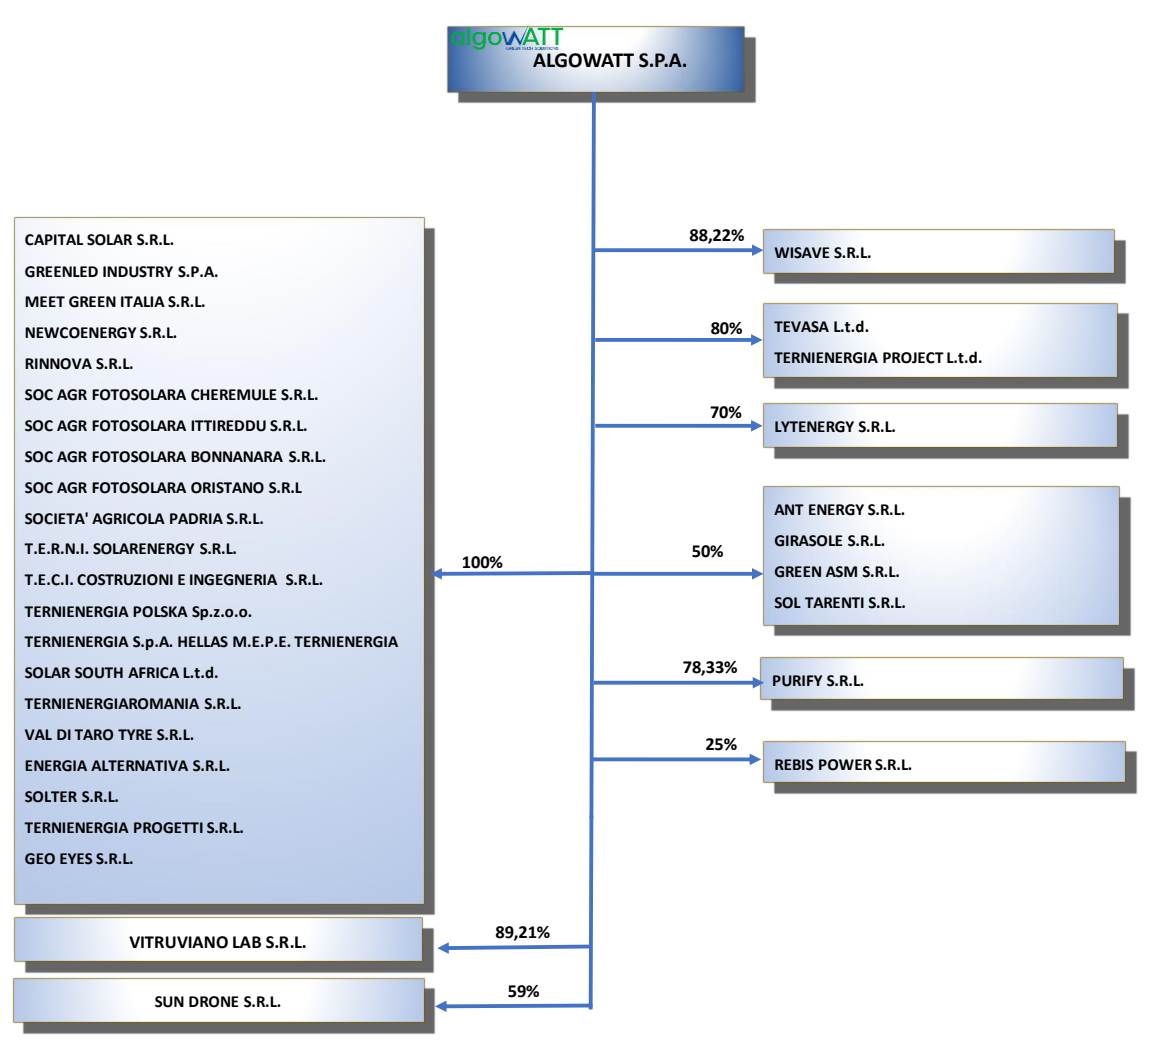 algoWATT
GREEN TECH SOLUTIONS
ALGOWATT S.P.A.
CAPITAL SOLAR S.R.L.
GREENLED INDUSTRY S.P.A.
MEET GREEN ITALIA S.R.L.
NEWCOENERGY S.R.L.
RINNOVA S.R.L.
SOC AGR FOTOSOLARA CHEREMULE S.R.L.
SOC AGR FOTOSOLARA ITTIREDDU S.R.L.
SOC AGR FOTOSOLARA BONNANARA S.R.L.
SOC AGR FOTOSOLARA ORISTANO S.R.L
SOCIETA' AGRICOLA PADRIA S.R.L.
T.E.R.N.I. SOLARENERGY S.R.L.
T.E.C.I. COSTRUZIONI E INGEGNERIA S.R.L.
TERNIENERGIA POLSKA Sp.z.o.o.
TERNIENERGIA S.p.A. HELLAS M.E.P.E. TERNIENERGIA
SOLAR SOUTH AFRICA L.t.d.
TERNIENERGIAROMANIA S.R.L.
VAL DI TARO TYRE S.R.L.
ENERGIA ALTERNATIVA S.R.L.
SOLTER S.R.L.
TERNIENERGIA PROGETTI S.R.L.
GEO EYES S.R.L.
100%
VITRUVIANO LAB S.R.L.
89,21%
SUN DRONE S.R.L.
59%
88,22%
WISAVE S.R.L.
80%
TEVASA L.t.d.
TERNIENERGIA PROJECT L.t.d.
70%
LYTENERGY S.R.L.
50%
ANT ENERGY S.R.L.
GIRASOLE S.R.L.
GREEN ASM S.R.L.
SOL TARENTI S.R.L.
78,33%
PURIFY S.R.L.
25%
REBIS POWER S.R.L.